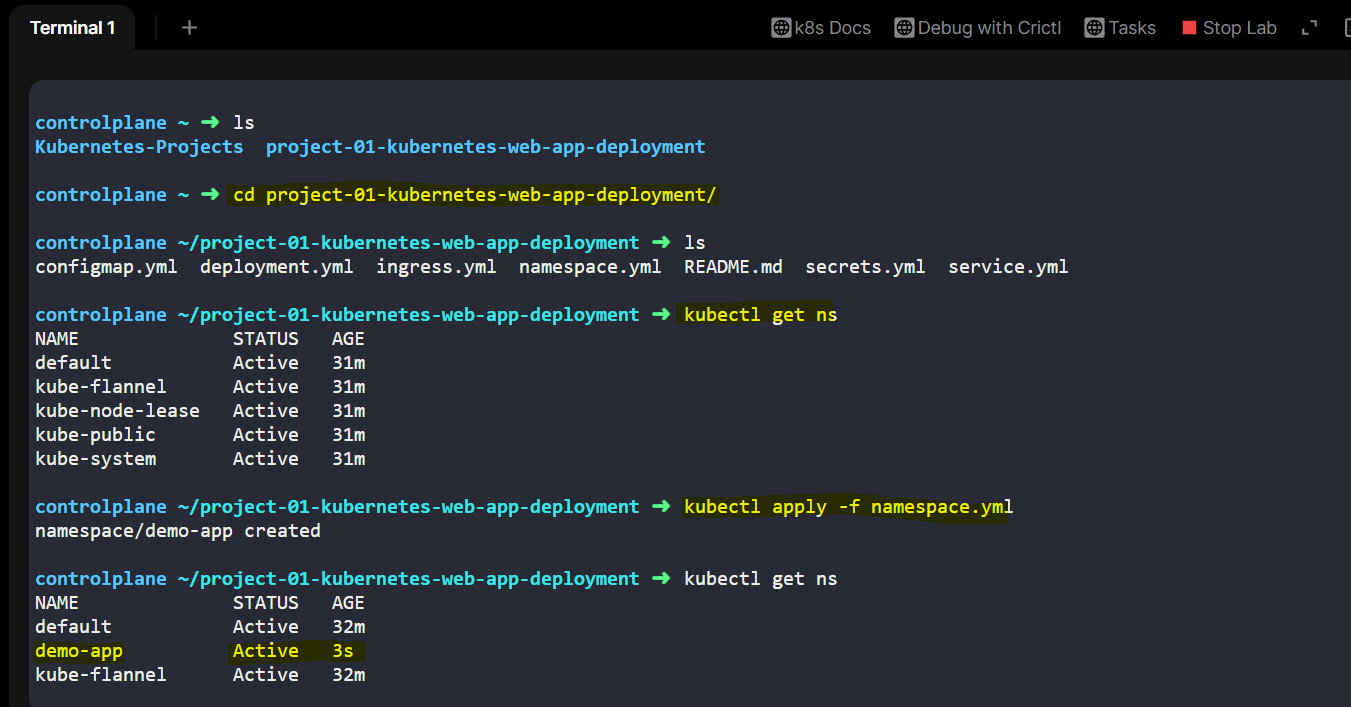 Terminal 1 + k8s Docs Debug with Crictl Tasks Stop Lab
controlplane ~ ➜ ls
Kubernetes-Projects project-01-kubernetes-web-app-deployment
controlplane ~ ➜ cd project-01-kubernetes-web-app-deployment/
controlplane ~/project-01-kubernetes-web-app-deployment ➜ ls
configmap.yml deployment.yml ingress.yml namespace.yml README.md secrets.yml service.yml
controlplane ~/project-01-kubernetes-web-app-deployment ➜ kubectl get ns
NAME STATUS AGE
default Active 31m
kube-flannel Active 31m
kube-node-lease Active 31m
kube-public Active 31m
kube-system Active 31m
controlplane ~/project-01-kubernetes-web-app-deployment ➜ kubectl apply -f namespace.yml
namespace/demo-app created
controlplane ~/project-01-kubernetes-web-app-deployment ➜ kubectl get ns
NAME STATUS AGE
default Active 32m
demo-app Active 3s
kube-flannel Active 32m